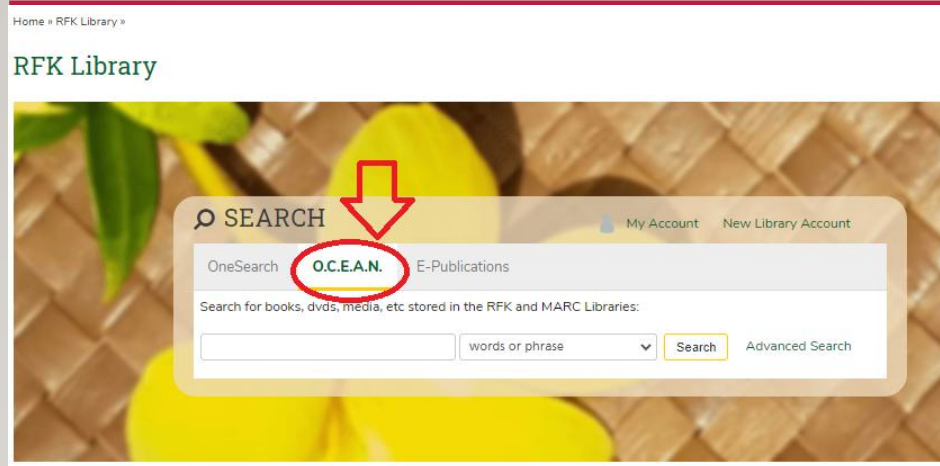 Home » RFK Library »
RFK Library
SEARCH
My Account New Library Account
OneSearch O.C.E.A.N. E-Publications
Search for books, dvds, media, etc stored in the RFK and MARC Libraries:
words or phrase Search Advanced Search